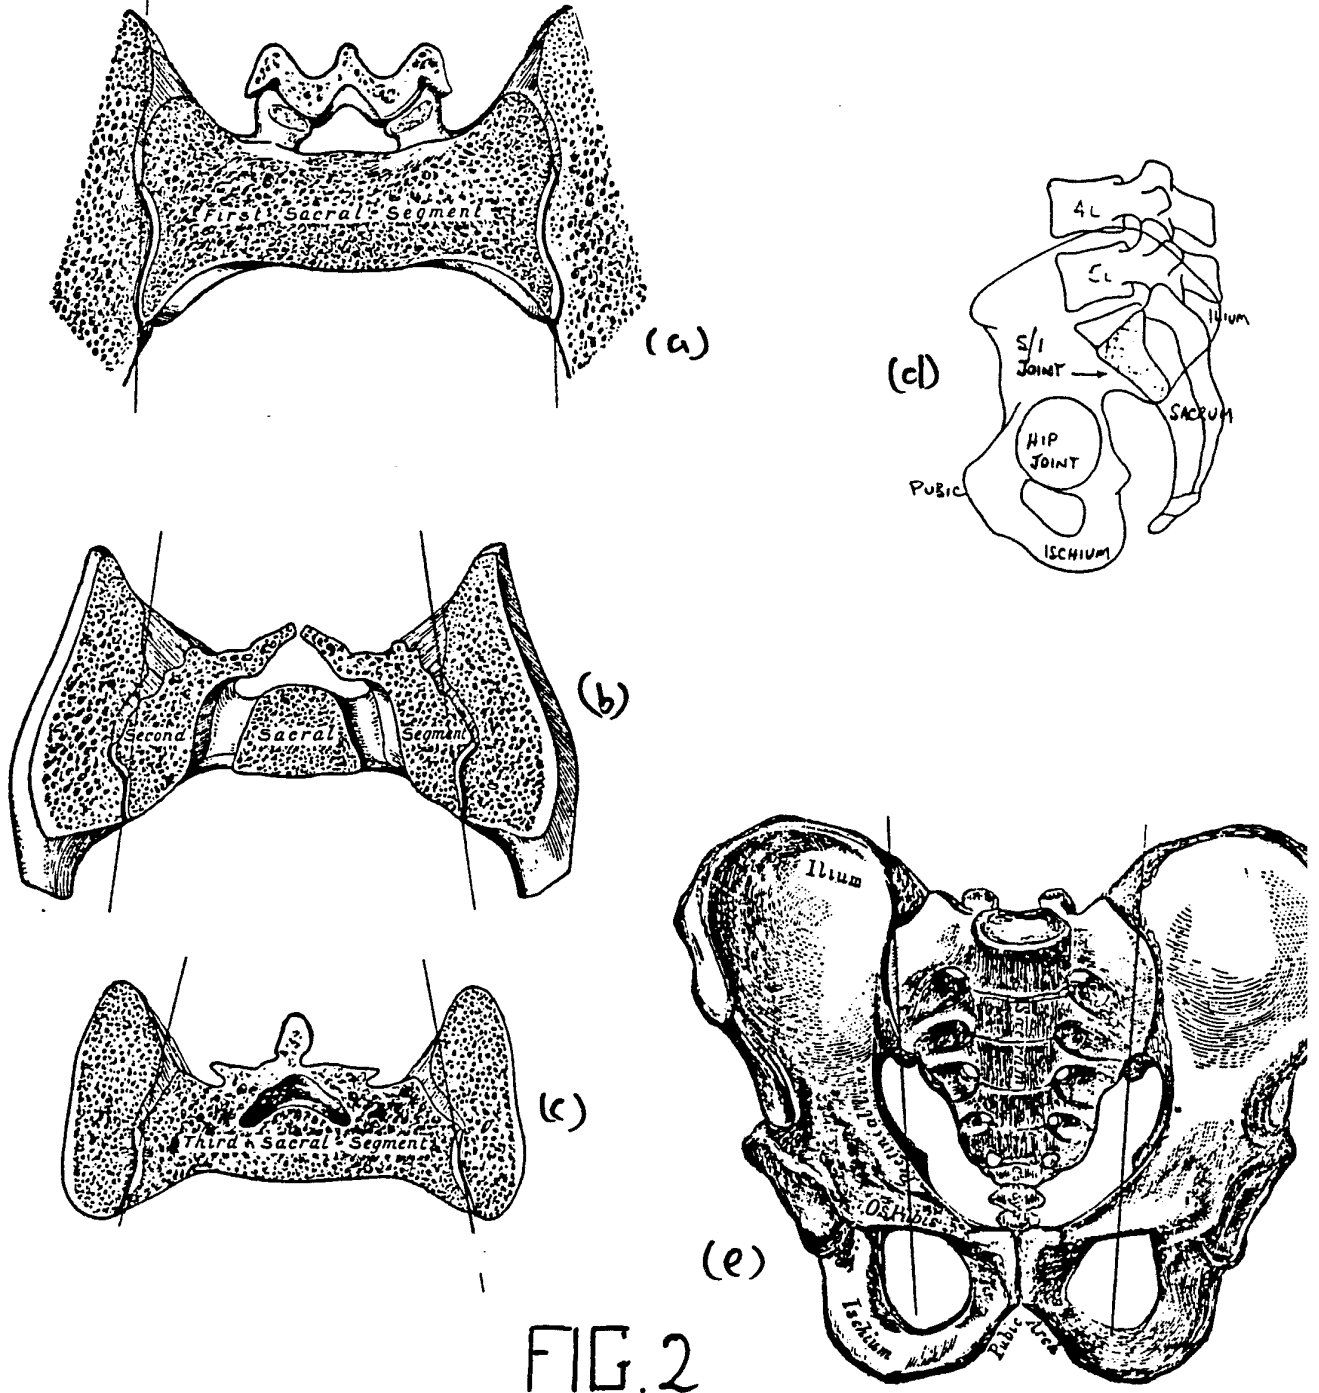 First Sacral Segment
(a)
4L
5L
ILIUM
S/I
JOINT
(d)
SACRUM
HIP
JOINT
PUBIC
ISCHIUM
Second Sacral Segment
(b)
Third Sacral Segment
(c)
Ilium
Os Pubis
(e)
Ischium
Pubic Arch
FIG. 2